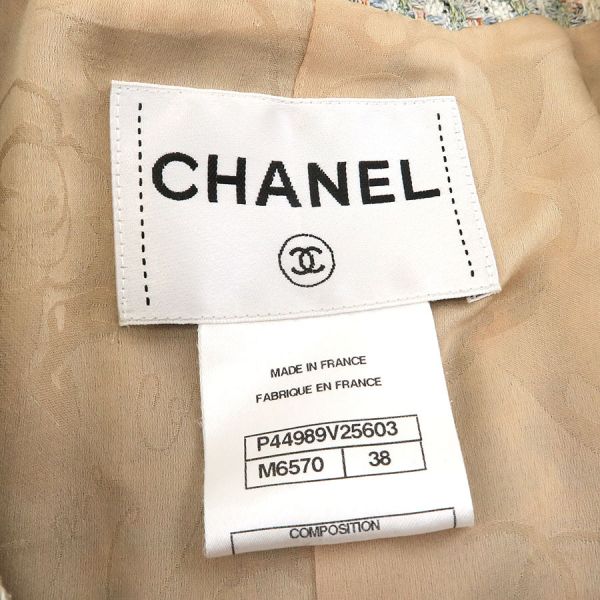 CHANEL
MADE IN FRANCE
FABRIQUE EN FRANCE
P44989V25603
M6570 38
COMPOSITION